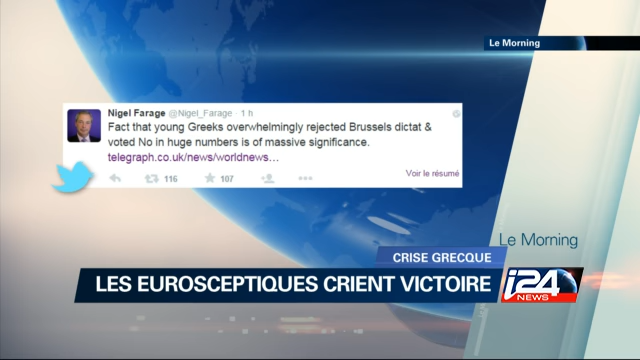 Le Morning
Nigel Farage @Nigel_Farage · 1 h
Fact that young Greeks overwhelmingly rejected Brussels dictat &
voted No in huge numbers is of massive significance.
telegraph.co.uk/news/worldnews…
116 107
Voir le résumé
Le Morning
CRISE GRECQUE
LES EUROSCEPTIQUES CRIENT VICTOIRE
i24
NEWS